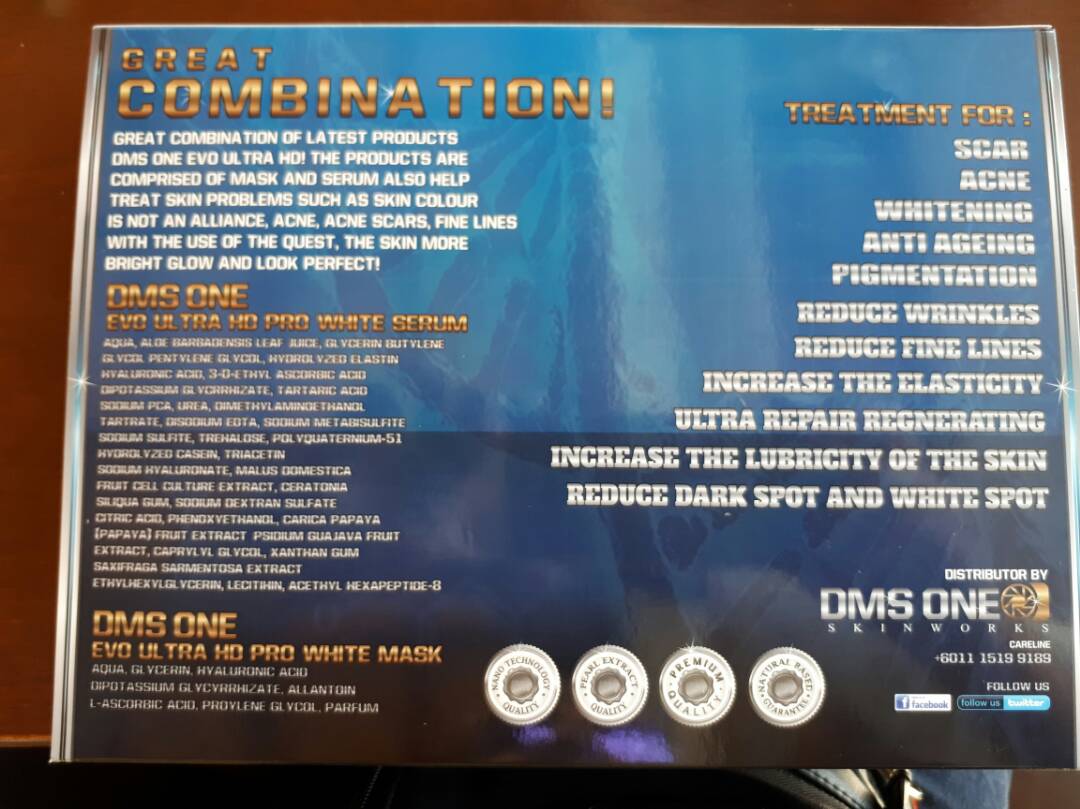 GREAT
COMBINATION!
GREAT COMBINATION OF LATEST PRODUCTS
DMS ONE EVO ULTRA HD! THE PRODUCTS ARE
COMPRISED OF MASK AND SERUM ALSO HELP
TREAT SKIN PROBLEMS SUCH AS SKIN COLOUR
IS NOT AN ALLIANCE, ACNE, ACNE SCARS, FINE LINES
WITH THE USE OF THE QUEST, THE SKIN MORE
BRIGHT GLOW AND LOOK PERFECT!
DMS ONE
EVO ULTRA HD PRO WHITE SERUM
AQUA, ALOE BARBADENSIS LEAF JUICE, GLYCERIN BUTYLENE
GLYCOL PENTYLENE GLYCOL, HYDROLYZED ELASTIN
HYALURONIC ACID, 3-O-ETHYL ASCORBIC ACID
DIPOTASSIUM GLYCRRHIZATE, TARTARIC ACID
SODIUM PCA, UREA, DIMETHYLAMINOETHANOL
TARTRATE, DISODIUM EDTA, SODIUM METABISULFITE
SODIUM SULFITE, TREHALOSE, POLYQUATERNIUM-51
HYDROLYZED CASEIN, TRIACETIN
SODIUM HYALURONATE, MALUS DOMESTICA
FRUIT CELL CULTURE EXTRACT, CERATONIA
SILIQUA GUM, SODIUM DEXTRAN SULFATE
CITRIC ACID, PHENOXYETHANOL, CARICA PAPAYA
(PAPAYA) FRUIT EXTRACT PSIDIUM GUAJAVA FRUIT
EXTRACT, CAPRYLYL GLYCOL, XANTHAN GUM
SAXIFRAGA SARMENTOSA EXTRACT
ETHYLHEXYLGLYCERIN, LECITIHIN, ACETHYL HEXAPEPTIDE-8
DMS ONE
EVO ULTRA HD PRO WHITE MASK
AQUA, GLYCERIN, HYALURONIC ACID
DIPOTASSIUM GLYCYRRHIZATE, ALLANTOIN
L-ASCORBIC ACID, PROYLENE GLYCOL, PARFUM
NANO TECHNOLOGY QUALITY
PEARL EXTRACT QUALITY
PREMIUM QUALITY
NATURAL BASED GUARANTEE
TREATMENT FOR :
SCAR
ACNE
WHITENING
ANTI AGEING
PIGMENTATION
REDUCE WRINKLES
REDUCE FINE LINES
INCREASE THE ELASTICITY
ULTRA REPAIR REGNERATING
INCREASE THE LUBRICITY OF THE SKIN
REDUCE DARK SPOT AND WHITE SPOT
DISTRIBUTOR BY
DMS ONE
SKINWORKS
CARELINE
+6011 1519 9189
FOLLOW US
facebook
follow us twitter